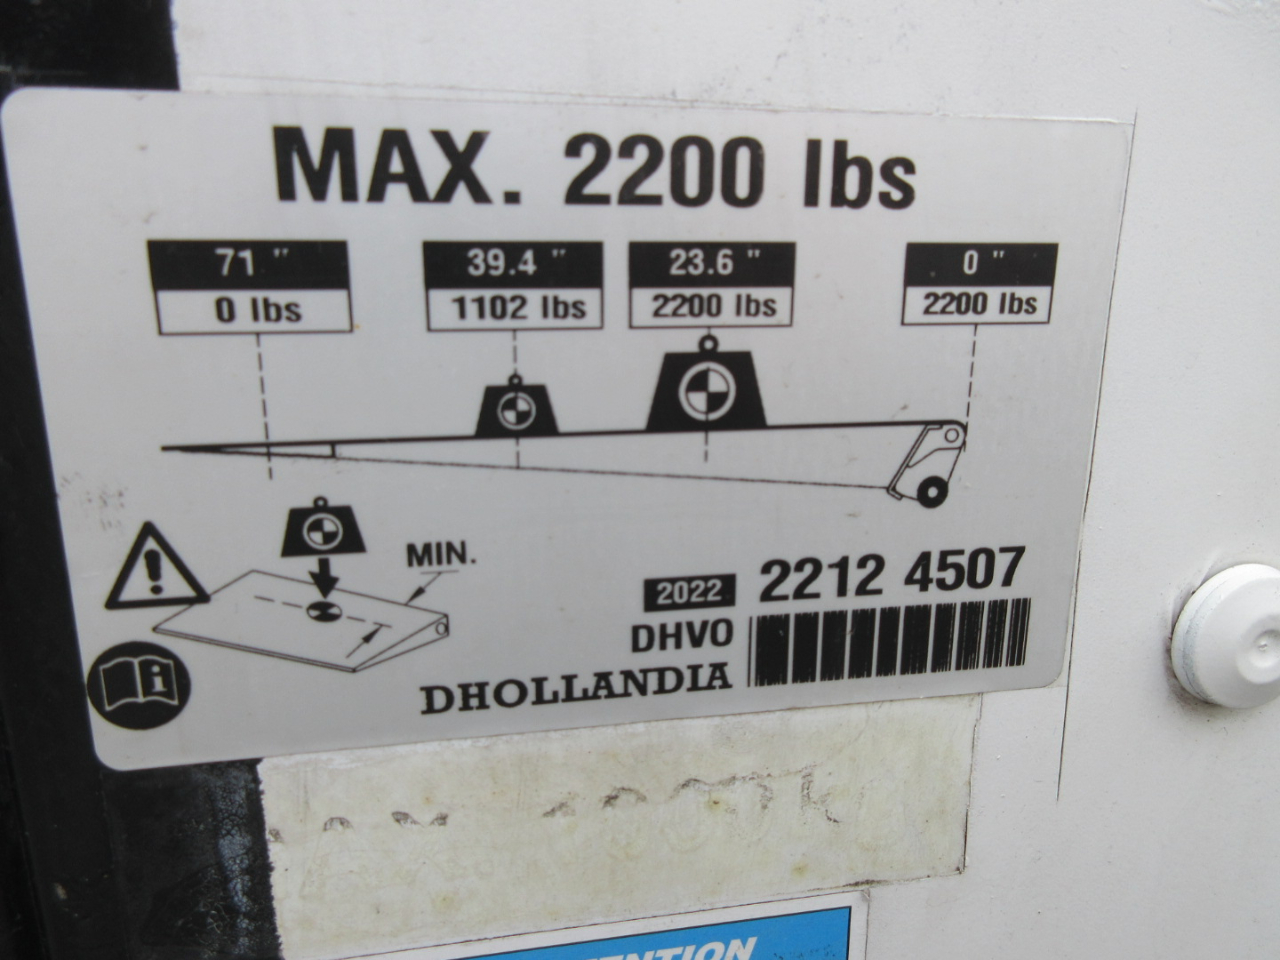 MAX. 2200 lbs
71 " 39.4 " 23.6 " 0 "
0 lbs 1102 lbs 2200 lbs 2200 lbs
MIN.
2022 2212 4507
DHVO
DHOLLANDIA